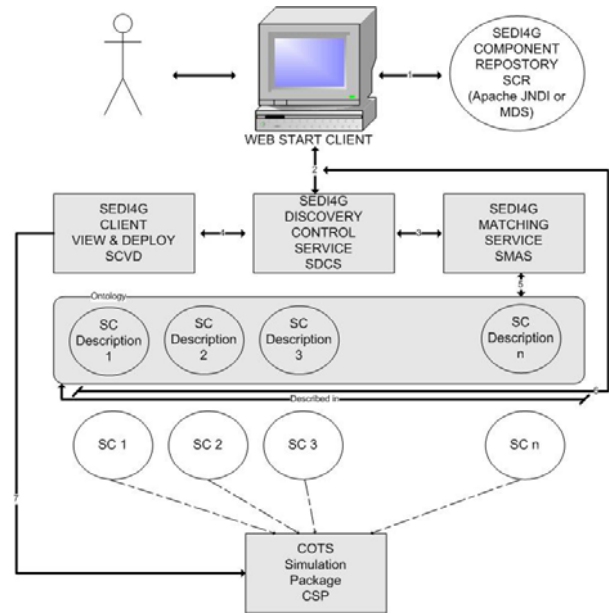 SEDI4G
COMPONENT
REPOSTORY
SCR
(Apache JNDI or
MDS)
1
WEB START CLIENT
2
SEDI4G
CLIENT
VIEW & DEPLOY
SCVD
4
SEDI4G
DISCOVERY
CONTROL
SERVICE
SDCS
3
SEDI4G
MATCHING
SERVICE
SMAS
5
Ontology
SC
Description
1
SC
Description
2
SC
Description
3
SC
Description
n
6
Described in
SC 1
SC 2
SC 3
SC n
7
COTS
Simulation
Package
CSP